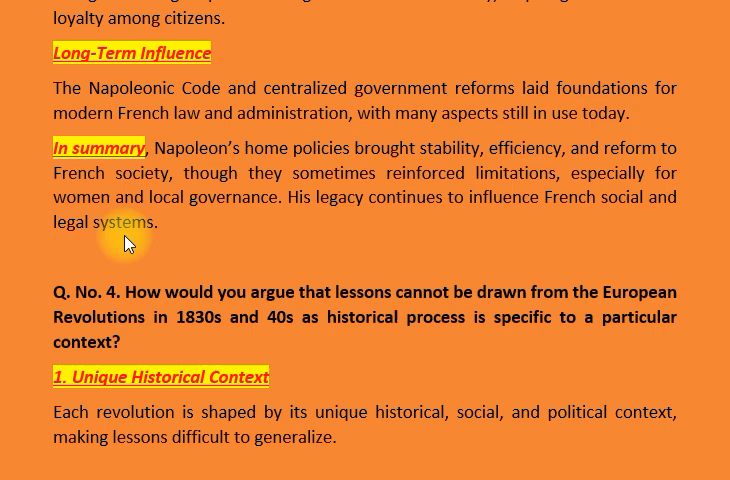 loyalty among citizens.
Long-Term Influence
The Napoleonic Code and centralized government reforms laid foundations for
modern French law and administration, with many aspects still in use today.
In summary, Napoleon’s home policies brought stability, efficiency, and reform to
French society, though they sometimes reinforced limitations, especially for
women and local governance. His legacy continues to influence French social and
legal systems.
Q. No. 4. How would you argue that lessons cannot be drawn from the European
Revolutions in 1830s and 40s as historical process is specific to a particular
context?
1. Unique Historical Context
Each revolution is shaped by its unique historical, social, and political context,
making lessons difficult to generalize.